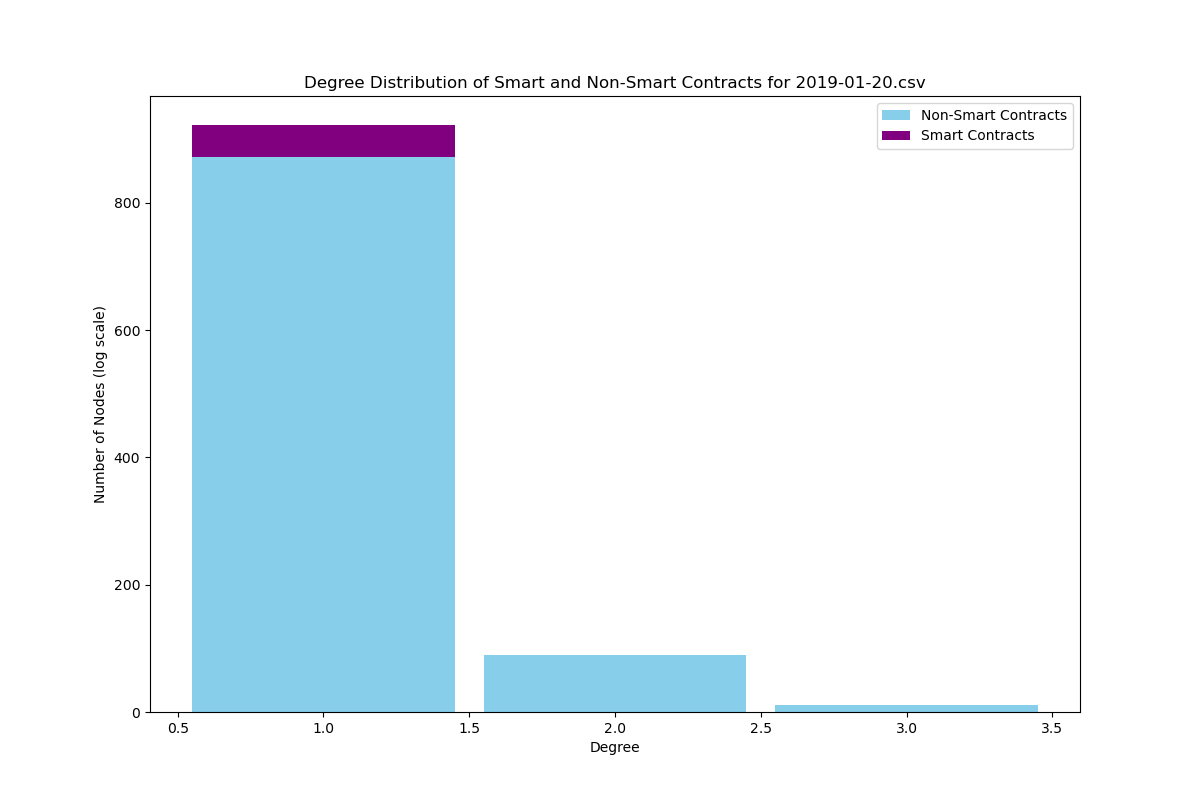 Degree Distribution of Smart and Non-Smart Contracts for 2019-01-20.csv
Non-Smart Contracts
Smart Contracts
Number of Nodes (log scale)
800
600
400
200
0
0.5 1.0 1.5 2.0 2.5 3.0 3.5
Degree